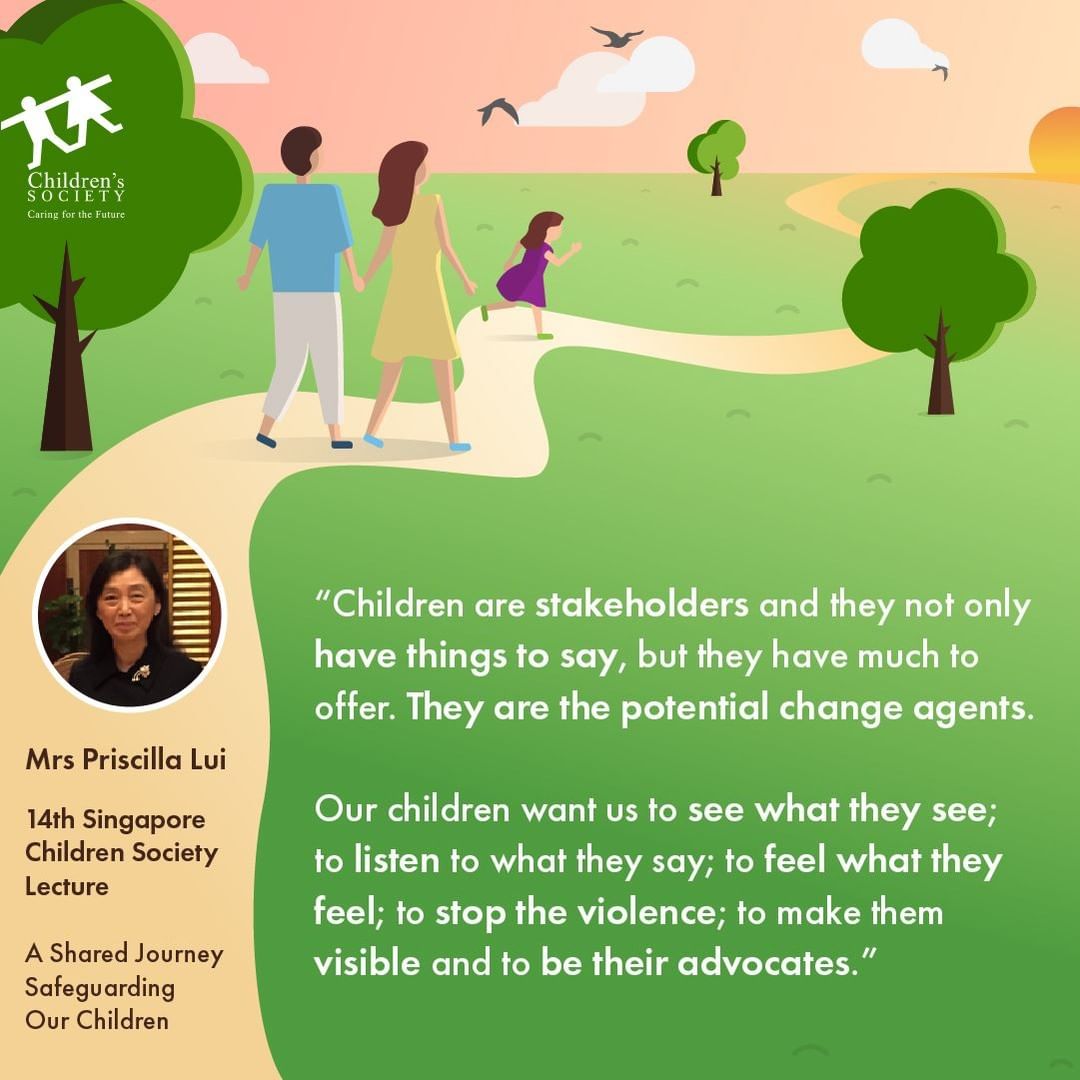 Children's
SOCIETY
Caring for the Future
“Children are stakeholders and they not only
have things to say, but they have much to
offer. They are the potential change agents.
Our children want us to see what they see;
to listen to what they say; to feel what they
feel; to stop the violence; to make them
visible and to be their advocates.”
Mrs Priscilla Lui
14th Singapore
Children Society
Lecture
A Shared Journey
Safeguarding
Our Children